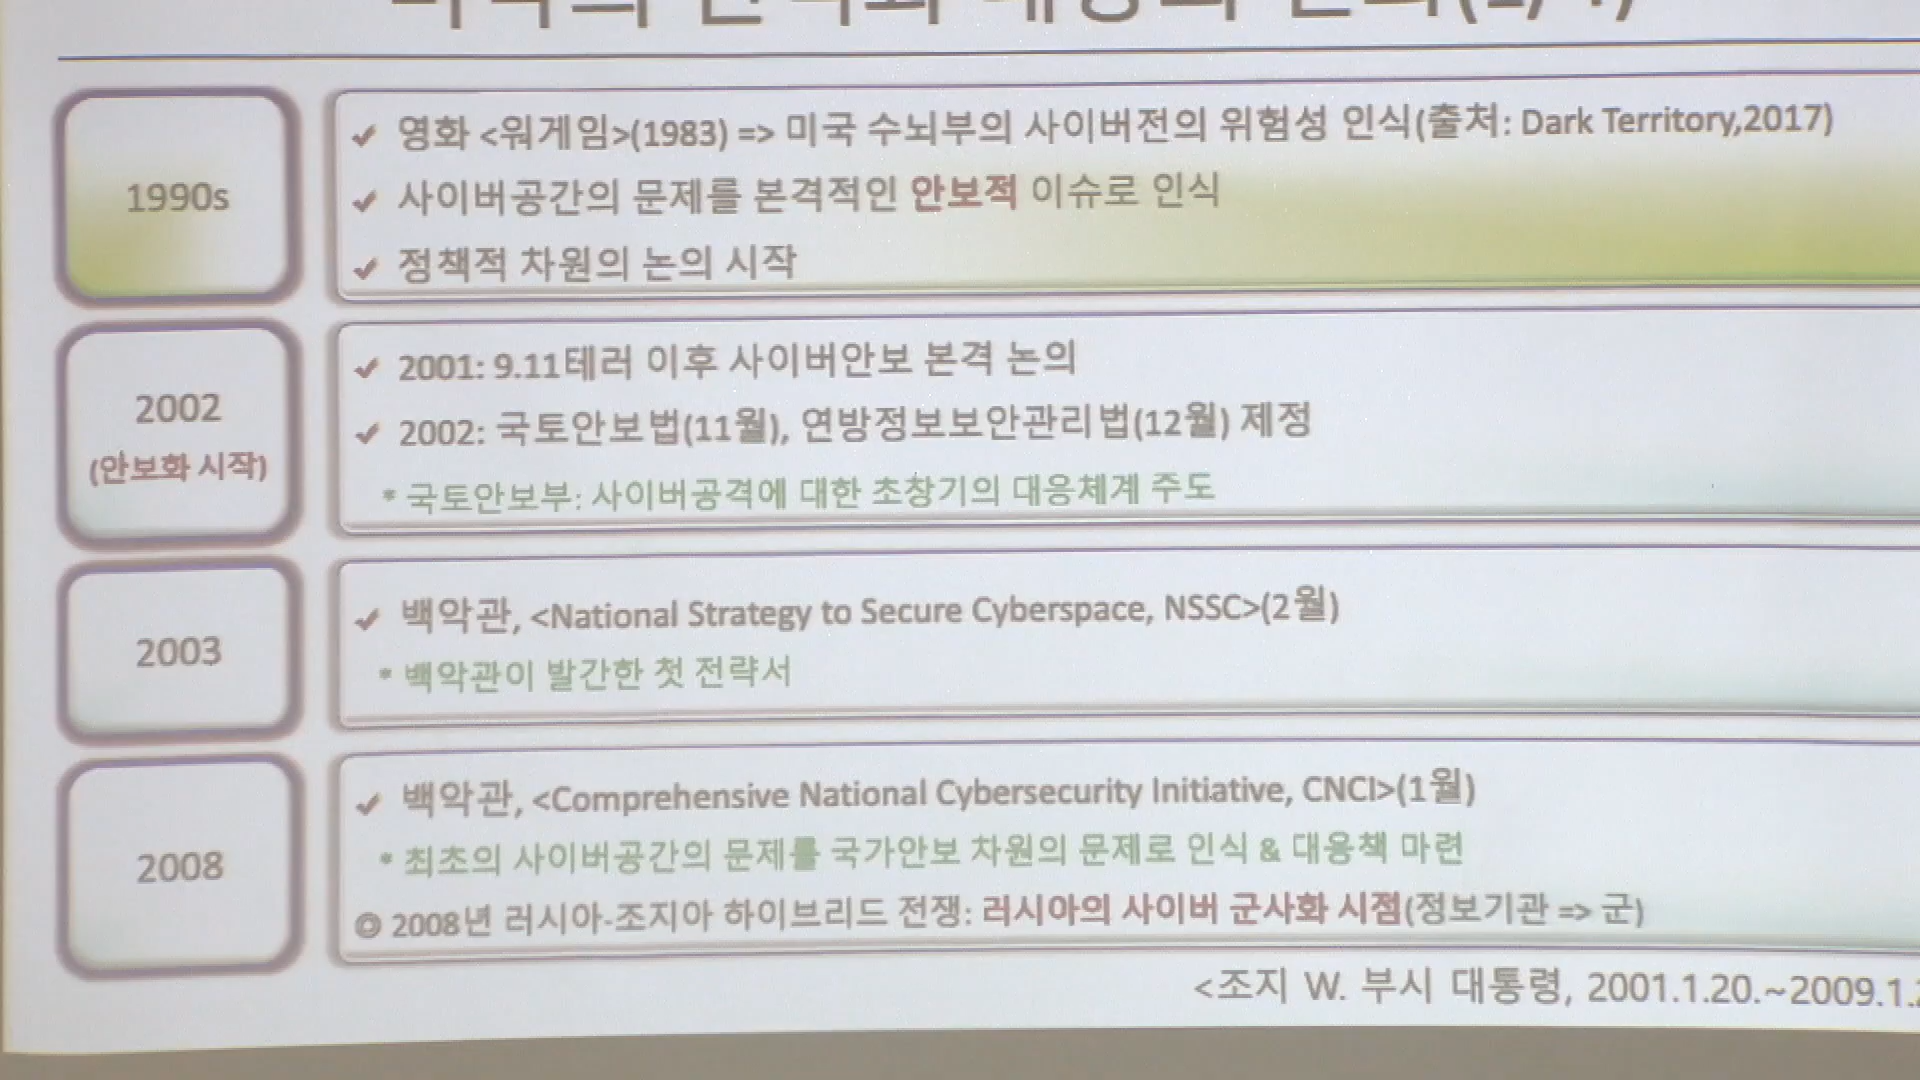 1990s
✓ 영화 <워게임>(1983) => 미국 수뇌부의 사이버전의 위험성 인식(출처: Dark Territory,2017)
✓ 사이버공간의 문제를 본격적인 안보적 이슈로 인식
✓ 정책적 차원의 논의 시작
2002
(안보화 시작)
✓ 2001: 9.11테러 이후 사이버안보 본격 논의
✓ 2002: 국토안보법(11월), 연방정보보안관리법(12월) 제정
* 국토안보부: 사이버공격에 대한 초창기의 대응체계 주도
2003
✓ 백악관, <National Strategy to Secure Cyberspace, NSSC>(2월)
* 백악관이 발간한 첫 전략서
2008
✓ 백악관, <Comprehensive National Cybersecurity Initiative, CNCI>(1월)
* 최초의 사이버공간의 문제를 국가안보 차원의 문제로 인식 & 대응책 마련
◎ 2008년 러시아-조지아 하이브리드 전쟁: 러시아의 사이버 군사화 시점(정보기관 => 군)
<조지 W. 부시 대통령, 2001.1.20.~2009.1.